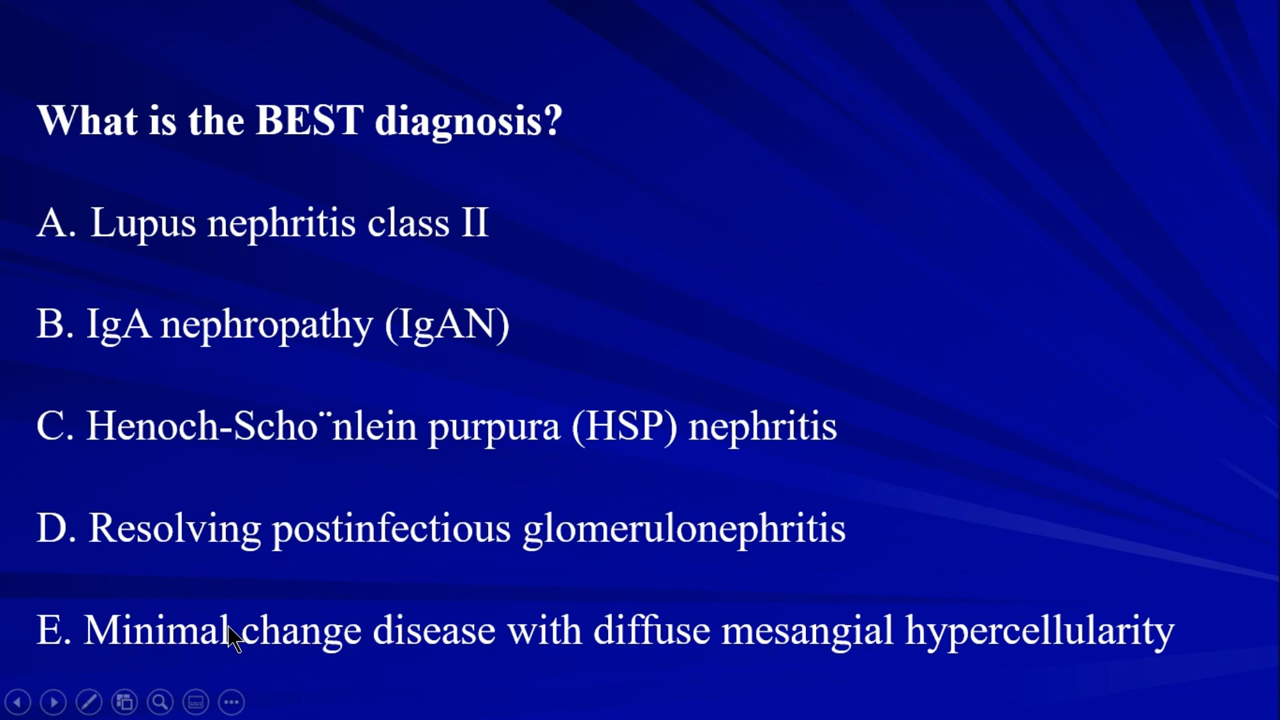 What is the BEST diagnosis?
A. Lupus nephritis class II
B. IgA nephropathy (IgAN)
C. Henoch-Scho¨nlein purpura (HSP) nephritis
D. Resolving postinfectious glomerulonephritis
E. Minimal change disease with diffuse mesangial hypercellularity